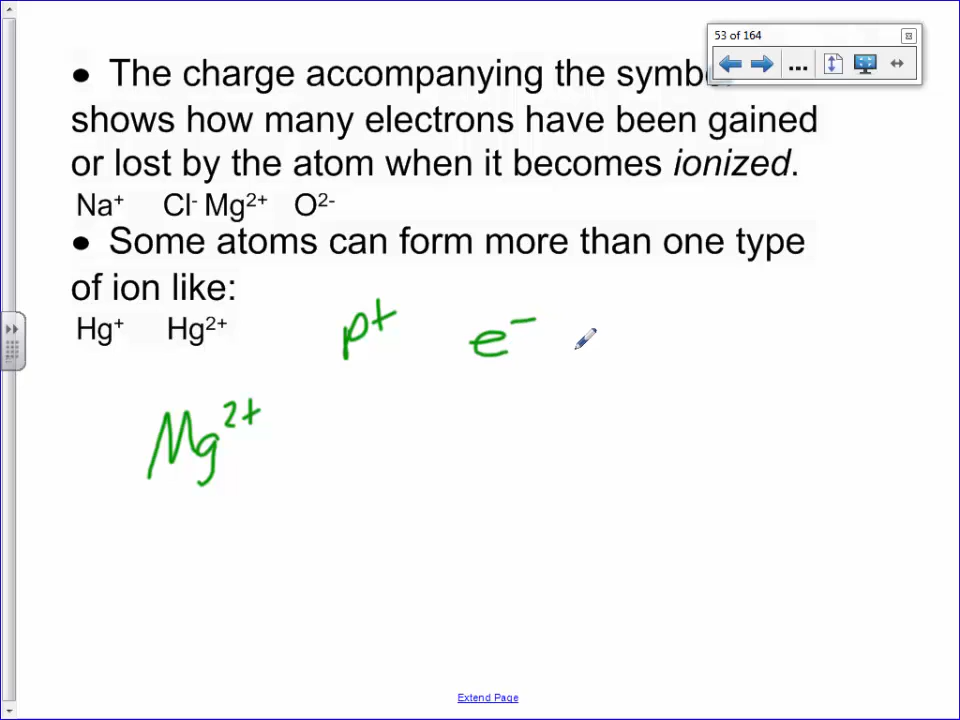 53 of 164
• The charge accompanying the symbol
shows how many electrons have been gained
or lost by the atom when it becomes ionized.
Na⁺ Cl⁻ Mg²⁺ O²⁻
• Some atoms can form more than one type
of ion like:
Hg⁺ Hg²⁺
p⁺ e⁻
Mg²⁺
Extend Page